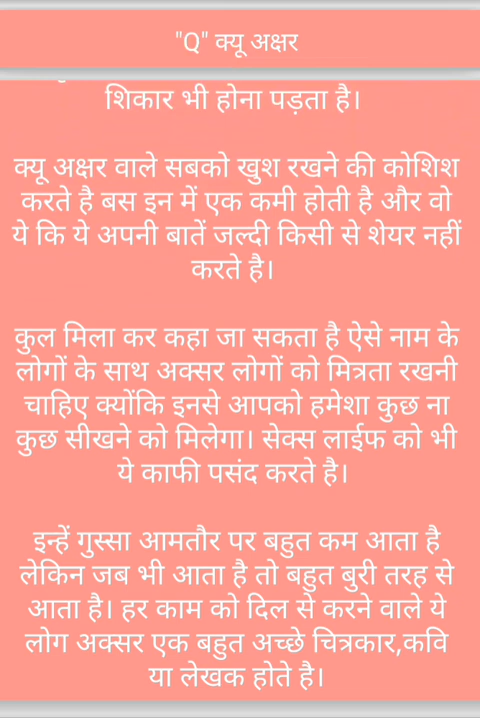 "Q" क्यू अक्षर
शिकार भी होना पड़ता है।
क्यू अक्षर वाले सबको खुश रखने की कोशिश
करते है बस इन में एक कमी होती है और वो
ये कि ये अपनी बातें जल्दी किसी से शेयर नहीं
करते है।
कुल मिला कर कहा जा सकता है ऐसे नाम के
लोगों के साथ अक्सर लोगों को मित्रता रखनी
चाहिए क्योंकि इनसे आपको हमेशा कुछ ना
कुछ सीखने को मिलेगा। सेक्स लाईफ को भी
ये काफी पसंद करते है।
इन्हें गुस्सा आमतौर पर बहुत कम आता है
लेकिन जब भी आता है तो बहुत बुरी तरह से
आता है। हर काम को दिल से करने वाले ये
लोग अक्सर एक बहुत अच्छे चित्रकार,कवि
या लेखक होते है।